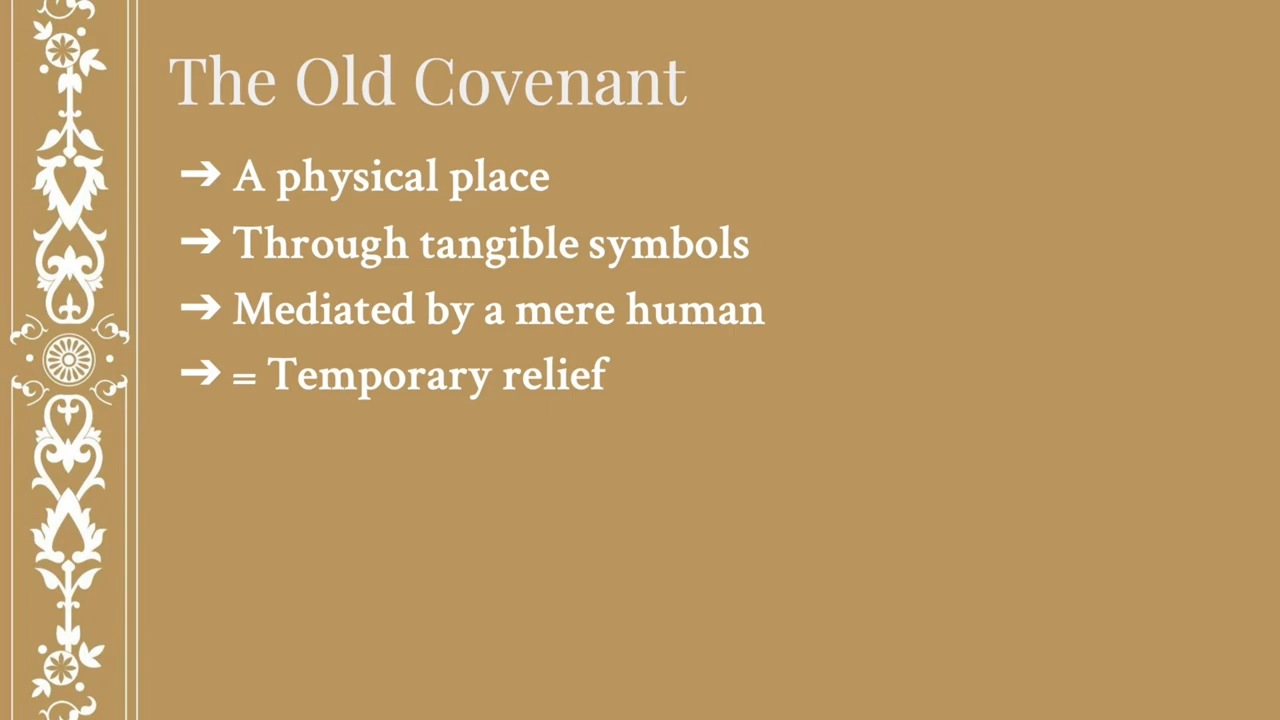 The Old Covenant
➔ A physical place
➔ Through tangible symbols
➔ Mediated by a mere human
➔ = Temporary relief